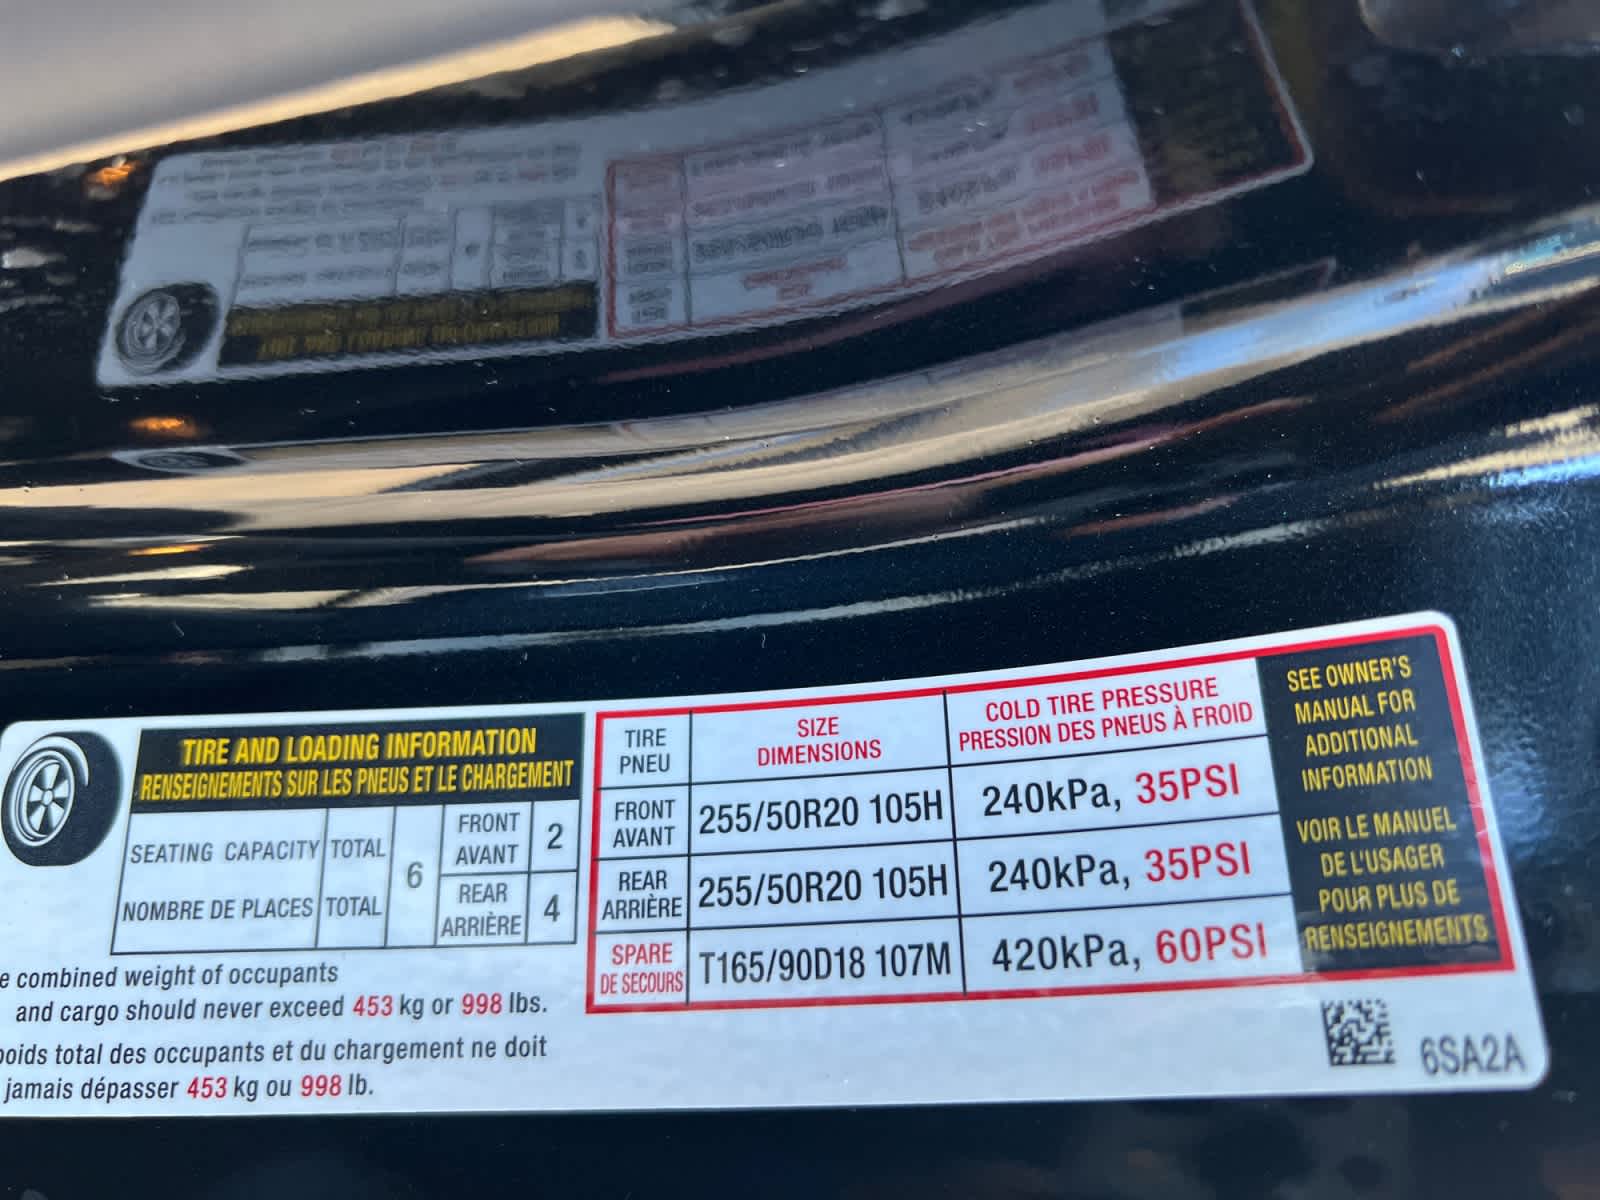 TIRE AND LOADING INFORMATION
RENSEIGNEMENTS SUR LES PNEUS ET LE CHARGEMENT
SEATING CAPACITY TOTAL
NOMBRE DE PLACES TOTAL
6
FRONT
AVANT
2
REAR
ARRIÈRE
4
combined weight of occupants
and cargo should never exceed 453 kg or 998 lbs.
total des occupants et du chargement ne doit
jamais dépasser 453 kg ou 998 lb.
TIRE
PNEU
SIZE
DIMENSIONS
COLD TIRE PRESSURE
PRESSION DES PNEUS À FROID
FRONT
AVANT
255/50R20 105H
240kPa, 35PSI
REAR
ARRIÈRE
255/50R20 105H
240kPa, 35PSI
SPARE
DE SECOURS
T165/90D18 107M
420kPa, 60PSI
SEE OWNER'S
MANUAL FOR
ADDITIONAL
INFORMATION
VOIR LE MANUEL
DE L'USAGER
POUR PLUS DE
RENSEIGNEMENTS
6SA2A